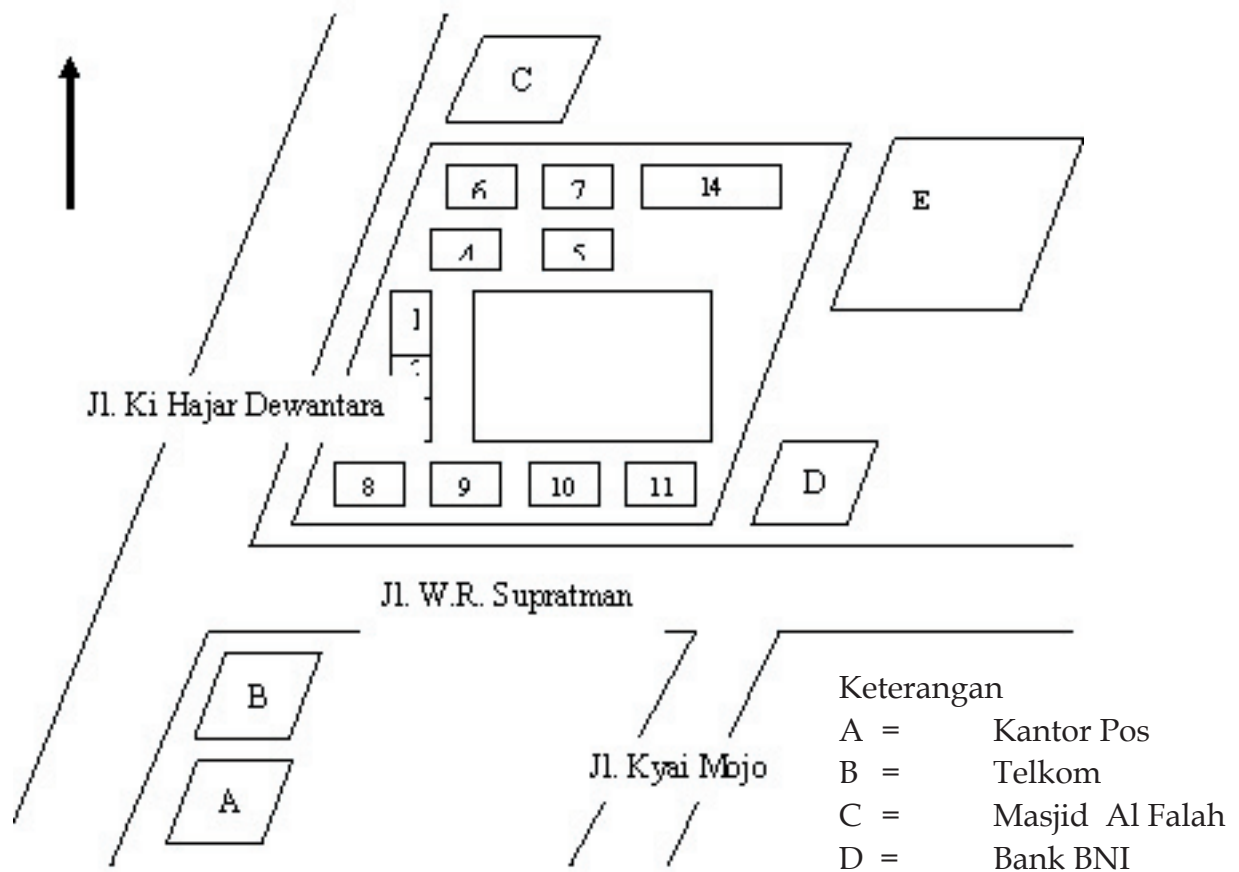 C
6 7 14
E
5
1
Jl. Ki Hajar Dewantara
8 9 10 11
D
Jl. W.R. Supratman
B
A
Jl. Kyai Mojo
Keterangan
A = Kantor Pos
B = Telkom
C = Masjid Al Falah
D = Bank BNI